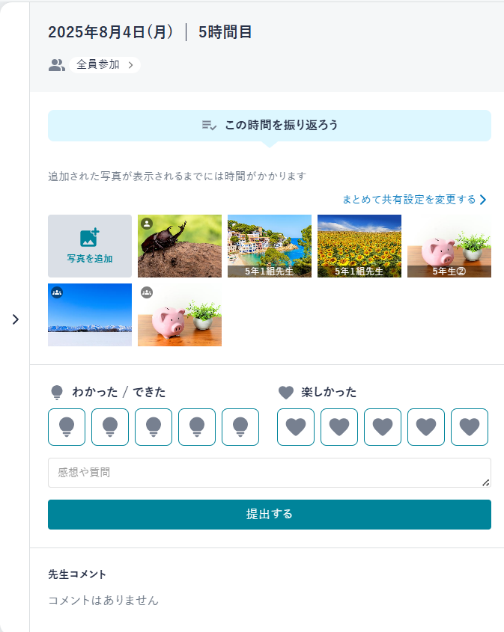 2025年8月4日(月) │ 5時間目
全員参加
この時間を振り返ろう
追加された写真が表示されるまでには時間がかかります
まとめて共有設定を変更する
写真を追加
5年1組先生
5年1組先生
5年生②
わかった / できた
楽しかった
感想や質問
提出する
先生コメント
コメントはありません